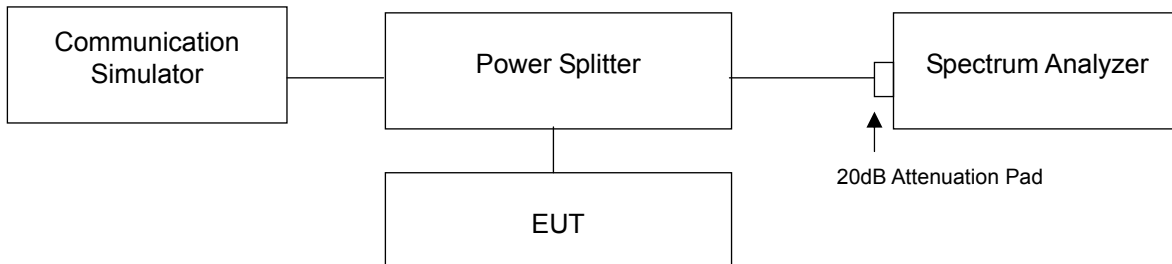 Communication
Simulator
Power Splitter
Spectrum Analyzer
20dB Attenuation Pad
EUT